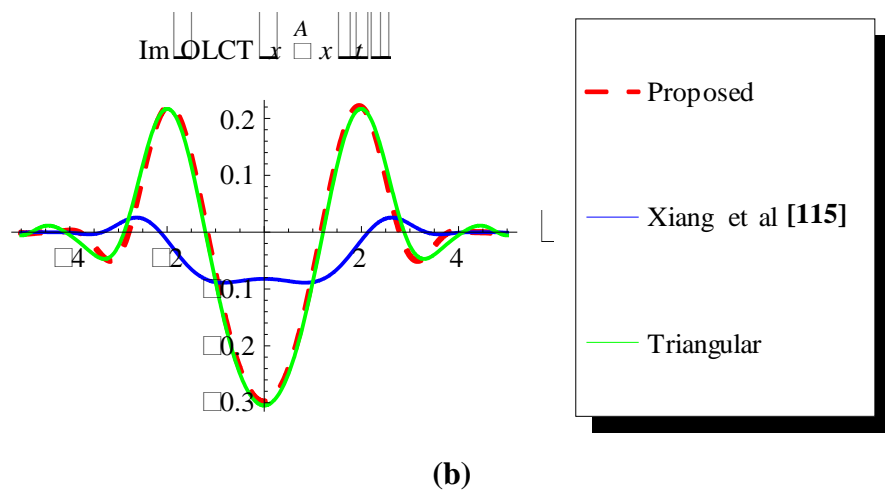 Im OLCT x A □ x t
0.2
0.1
□4 □2 2 4
□0.1
□0.2
□0.3
Proposed
Xiang et al [115]
Triangular
(b)